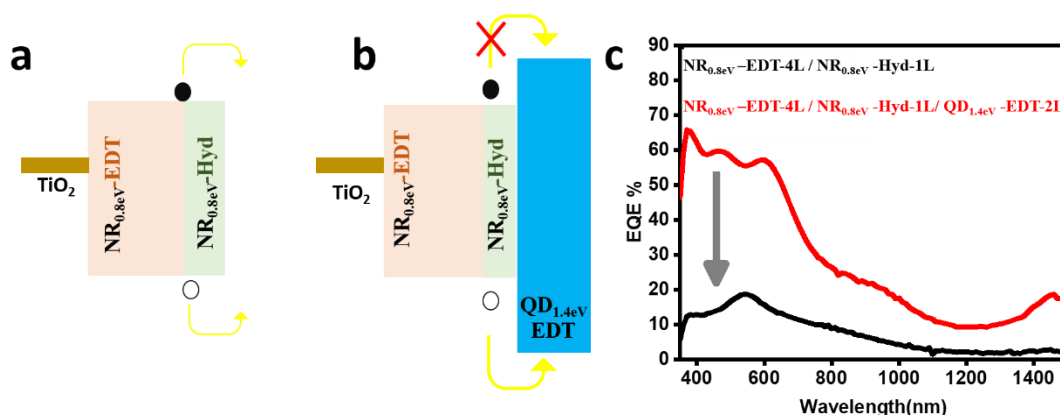 a
TiO2
NR0.8eV-EDT
NR0.8eV-Hyd
b
TiO2
NR0.8eV-EDT
NR0.8eV-Hyd
QD1.4eV
EDT
c
90
80
70
60
50
40
30
20
10
0
EQE %
NR0.8eV –EDT-4L / NR0.8eV -Hyd-1L
NR0.8eV –EDT-4L / NR0.8eV -Hyd-1L/ QD1.4eV -EDT-2L
400 600 800 1000 1200 1400
Wavelength(nm)